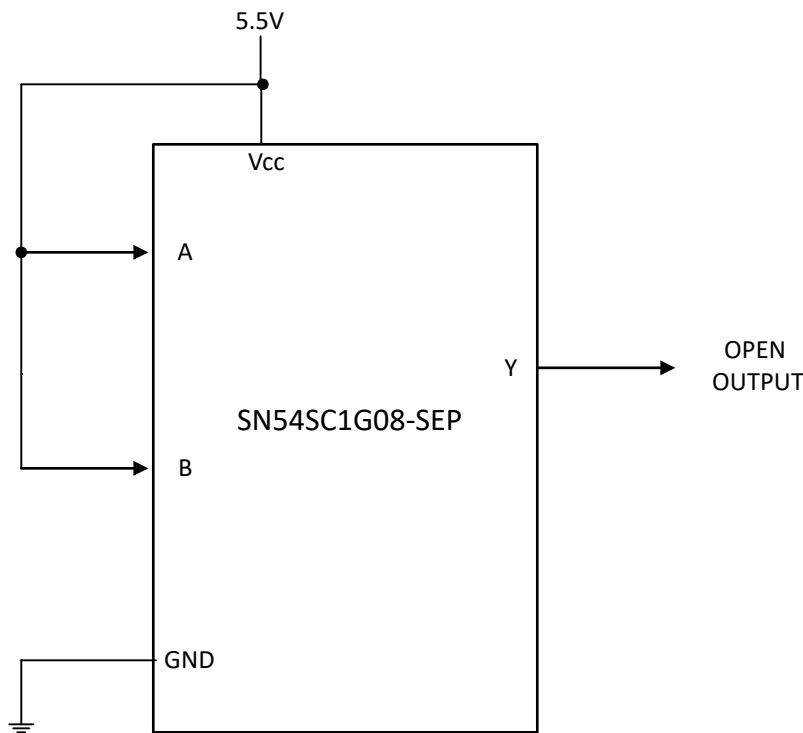 5.5V
Vcc
A
Y
OPEN
OUTPUT
SN54SC1G08-SEP
B
GND